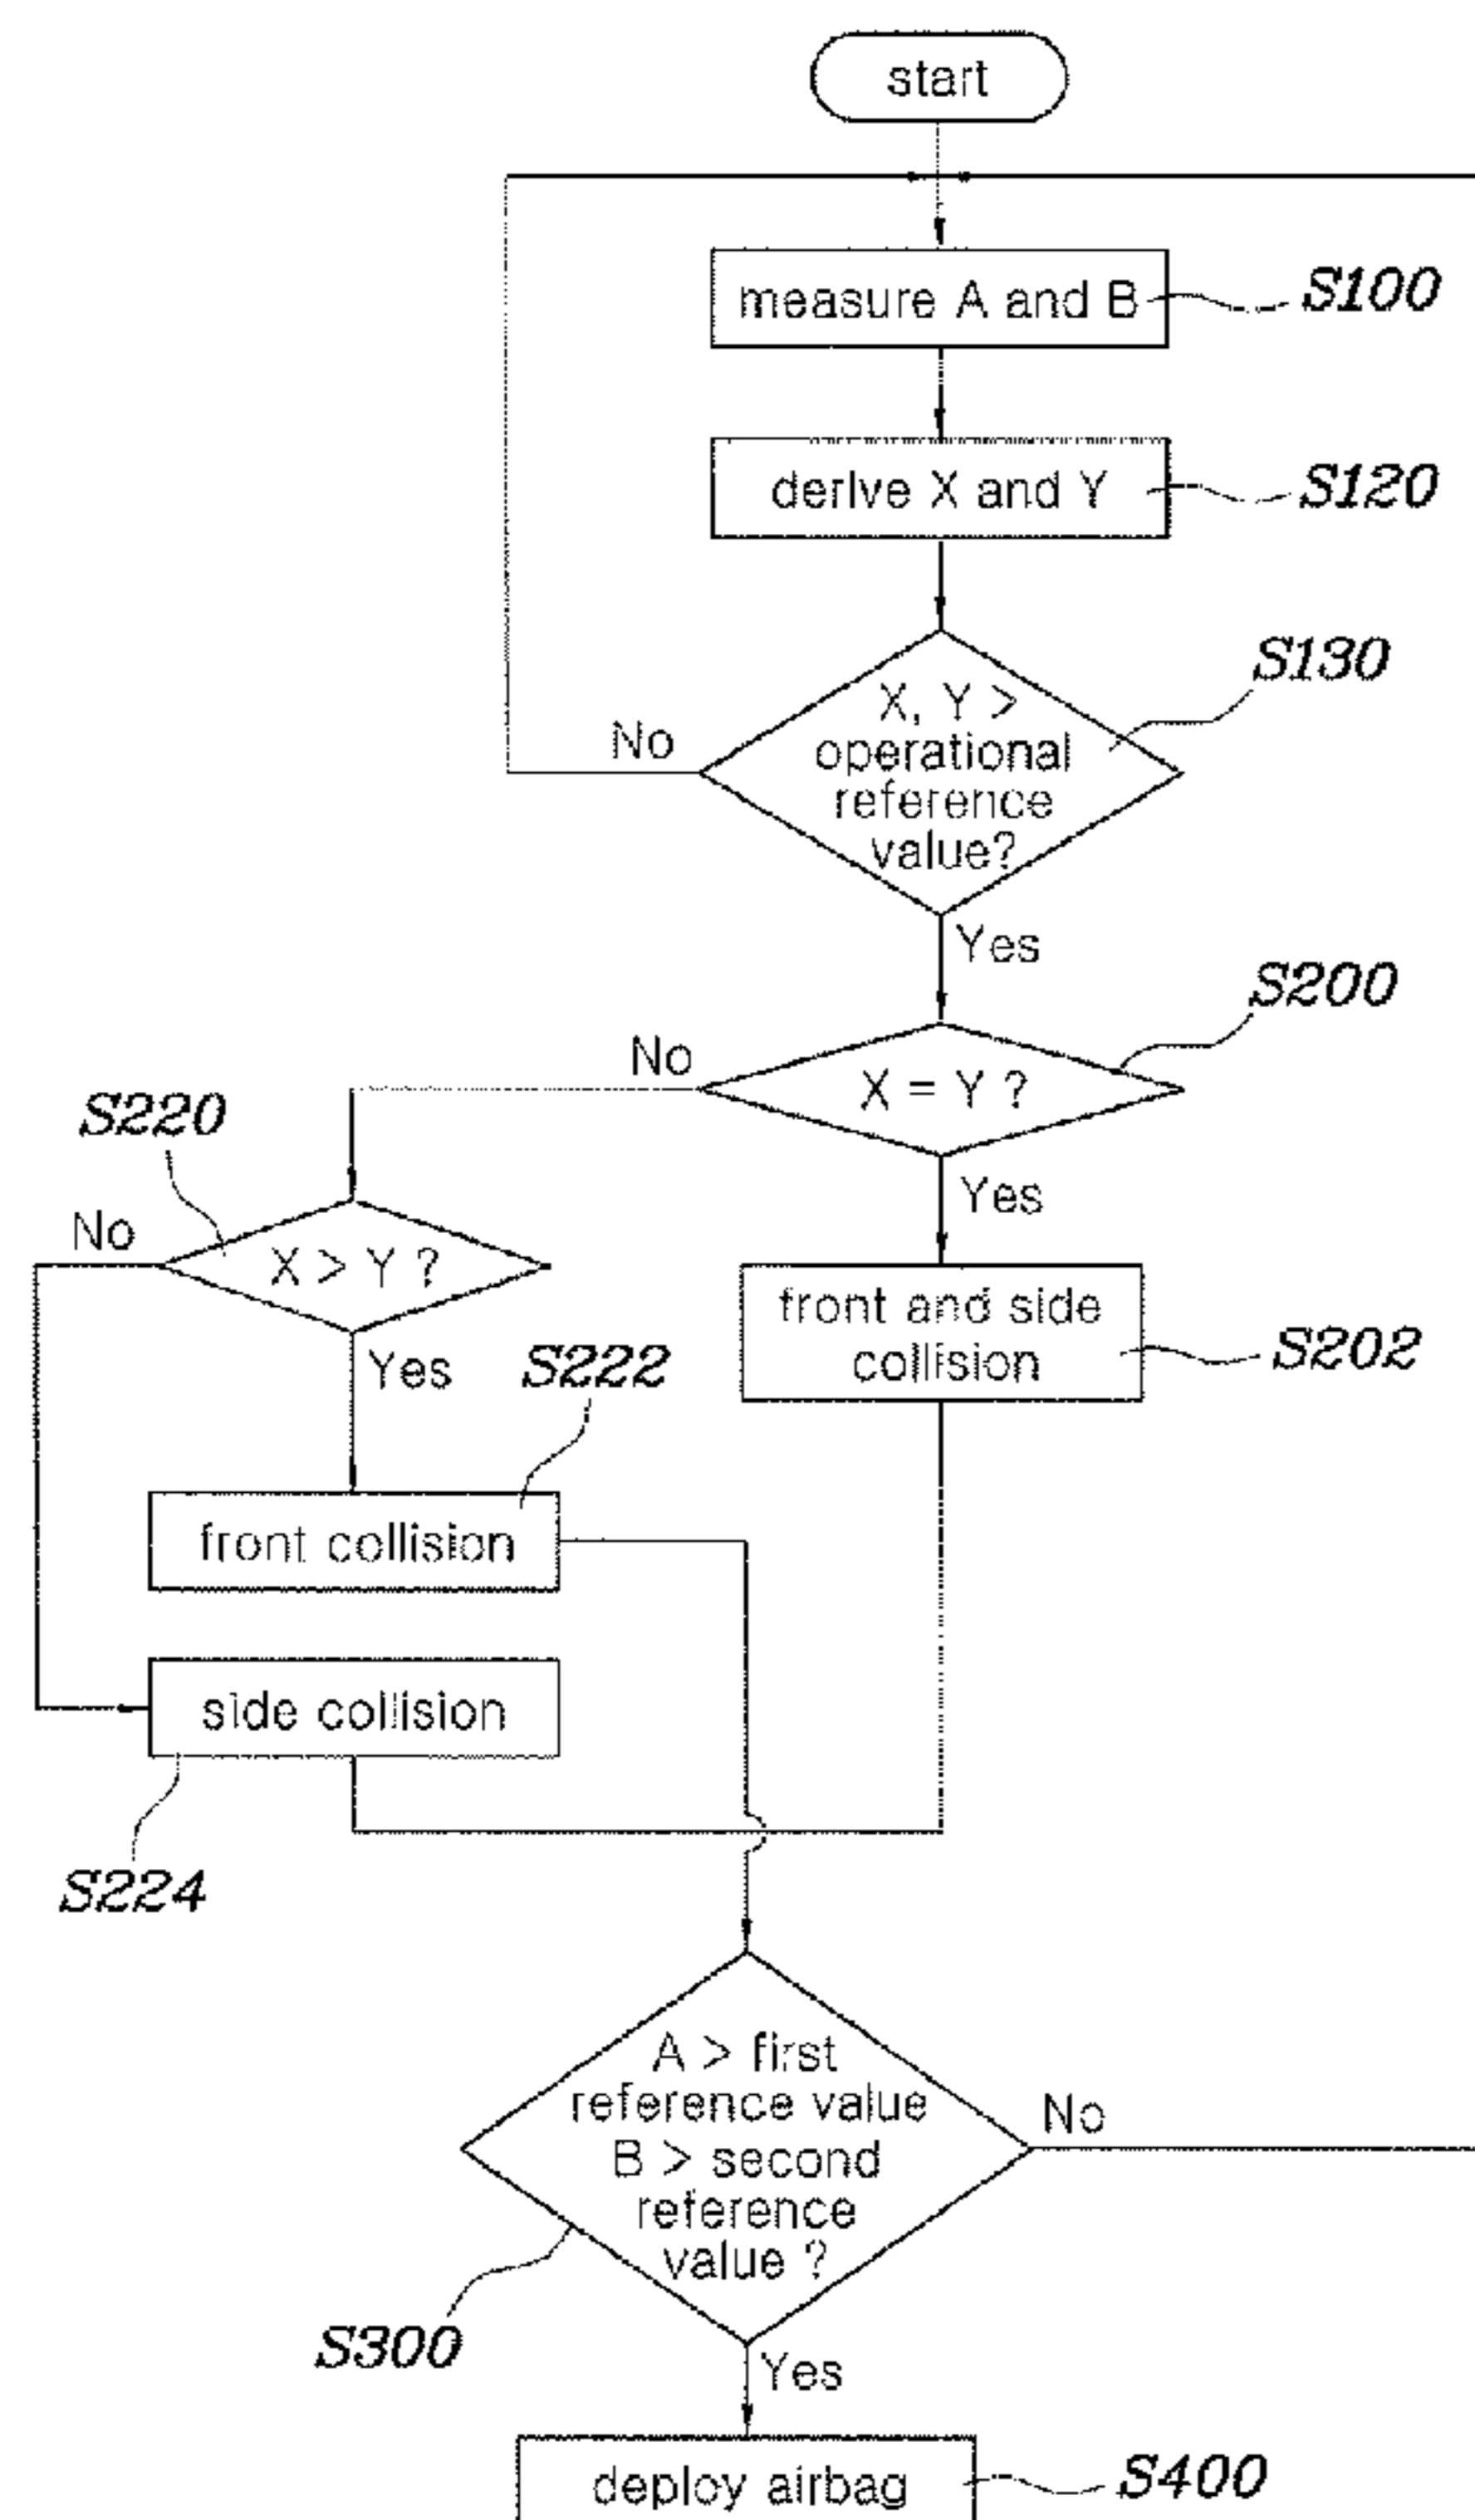 start
measure A and B
S100
derive X and Y
S120
S130
X, Y >
operational
reference
value?
No
Yes
S200
No
X = Y ?
S220
Yes
No
X > Y ?
front and side
collision
S202
Yes
S222
front collision
side collision
S224
A > first
reference value
B > second
reference
value ?
No
S300
Yes
deploy airbag
S400